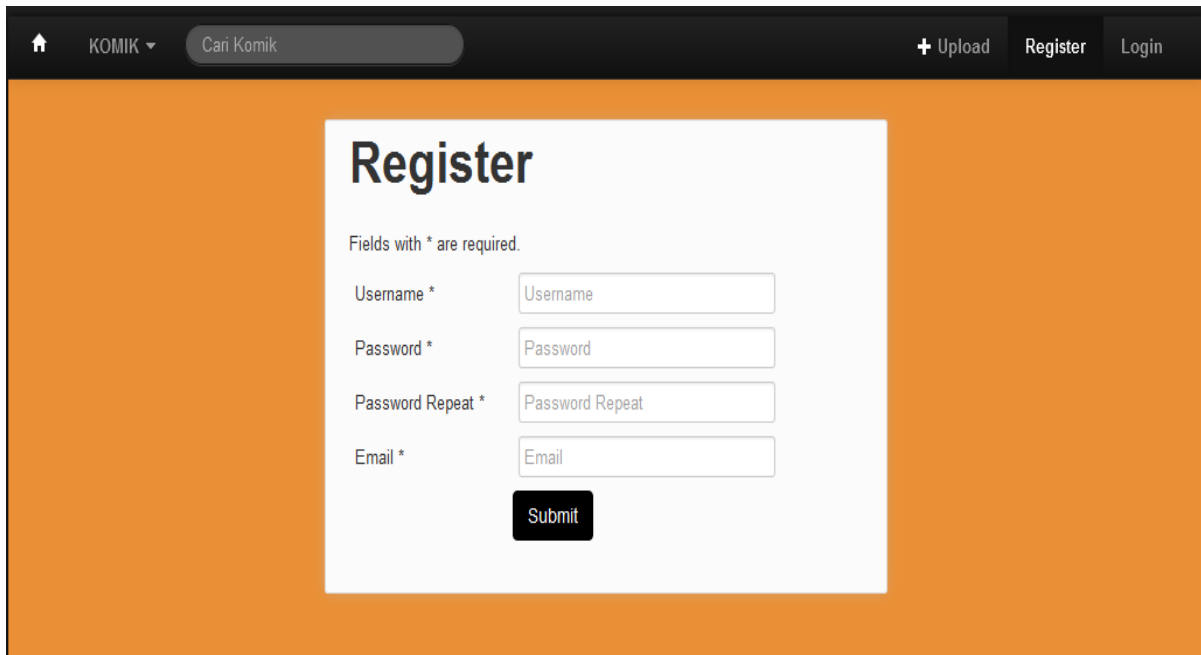 KOMIK Cari Komik + Upload Register Login
Register
Fields with * are required.
Username * Username
Password * Password
Password Repeat * Password Repeat
Email * Email
Submit